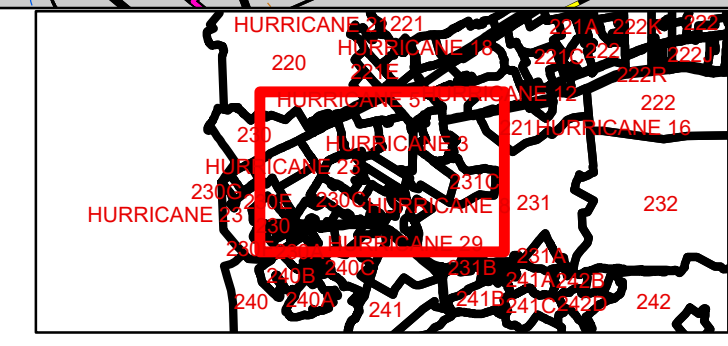 HURRICANE 21 221
221A 222K 222
HURRICANE 18
221C 222 222J
220
221E
222R
HURRICANE 5 HURRICANE 12
222
230
221 HURRICANE 16
HURRICANE 3
HURRICANE 23
231C
230G 230E 230C HURRICANE 231 232
HURRICANE 23
HURRICANE 29
231A
240B 240C 231B 241A 242B
240 240A 241 241B 241C 242D 242